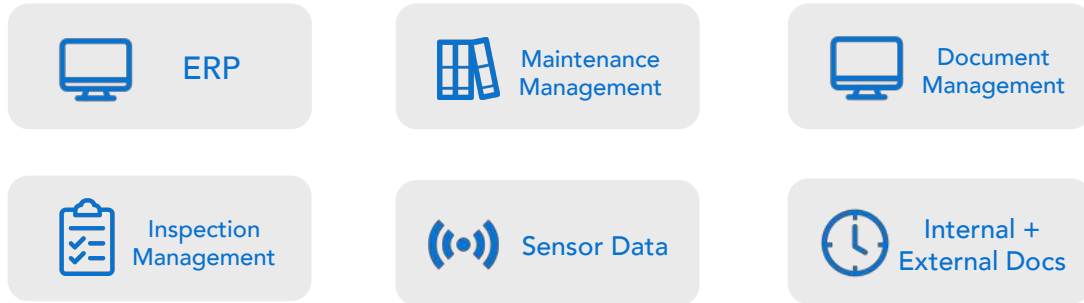 ERP
Maintenance
Management
Document
Management
Inspection
Management
Sensor Data
Internal +
External Docs